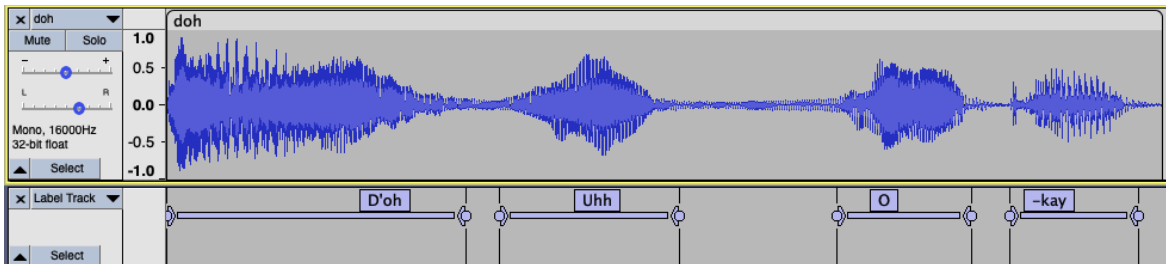 doh
doh
Mute Solo
- +
L R
Mono, 16000Hz
32-bit float
Select
1.0
0.5
0.0
-0.5
-1.0
Label Track
D'oh Uhh O -kay
Select